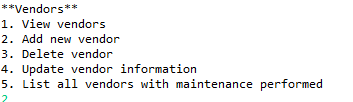 **Vendors**
1. View vendors
2. Add new vendor
3. Delete vendor
4. Update vendor information
5. List all vendors with maintenance performed
2